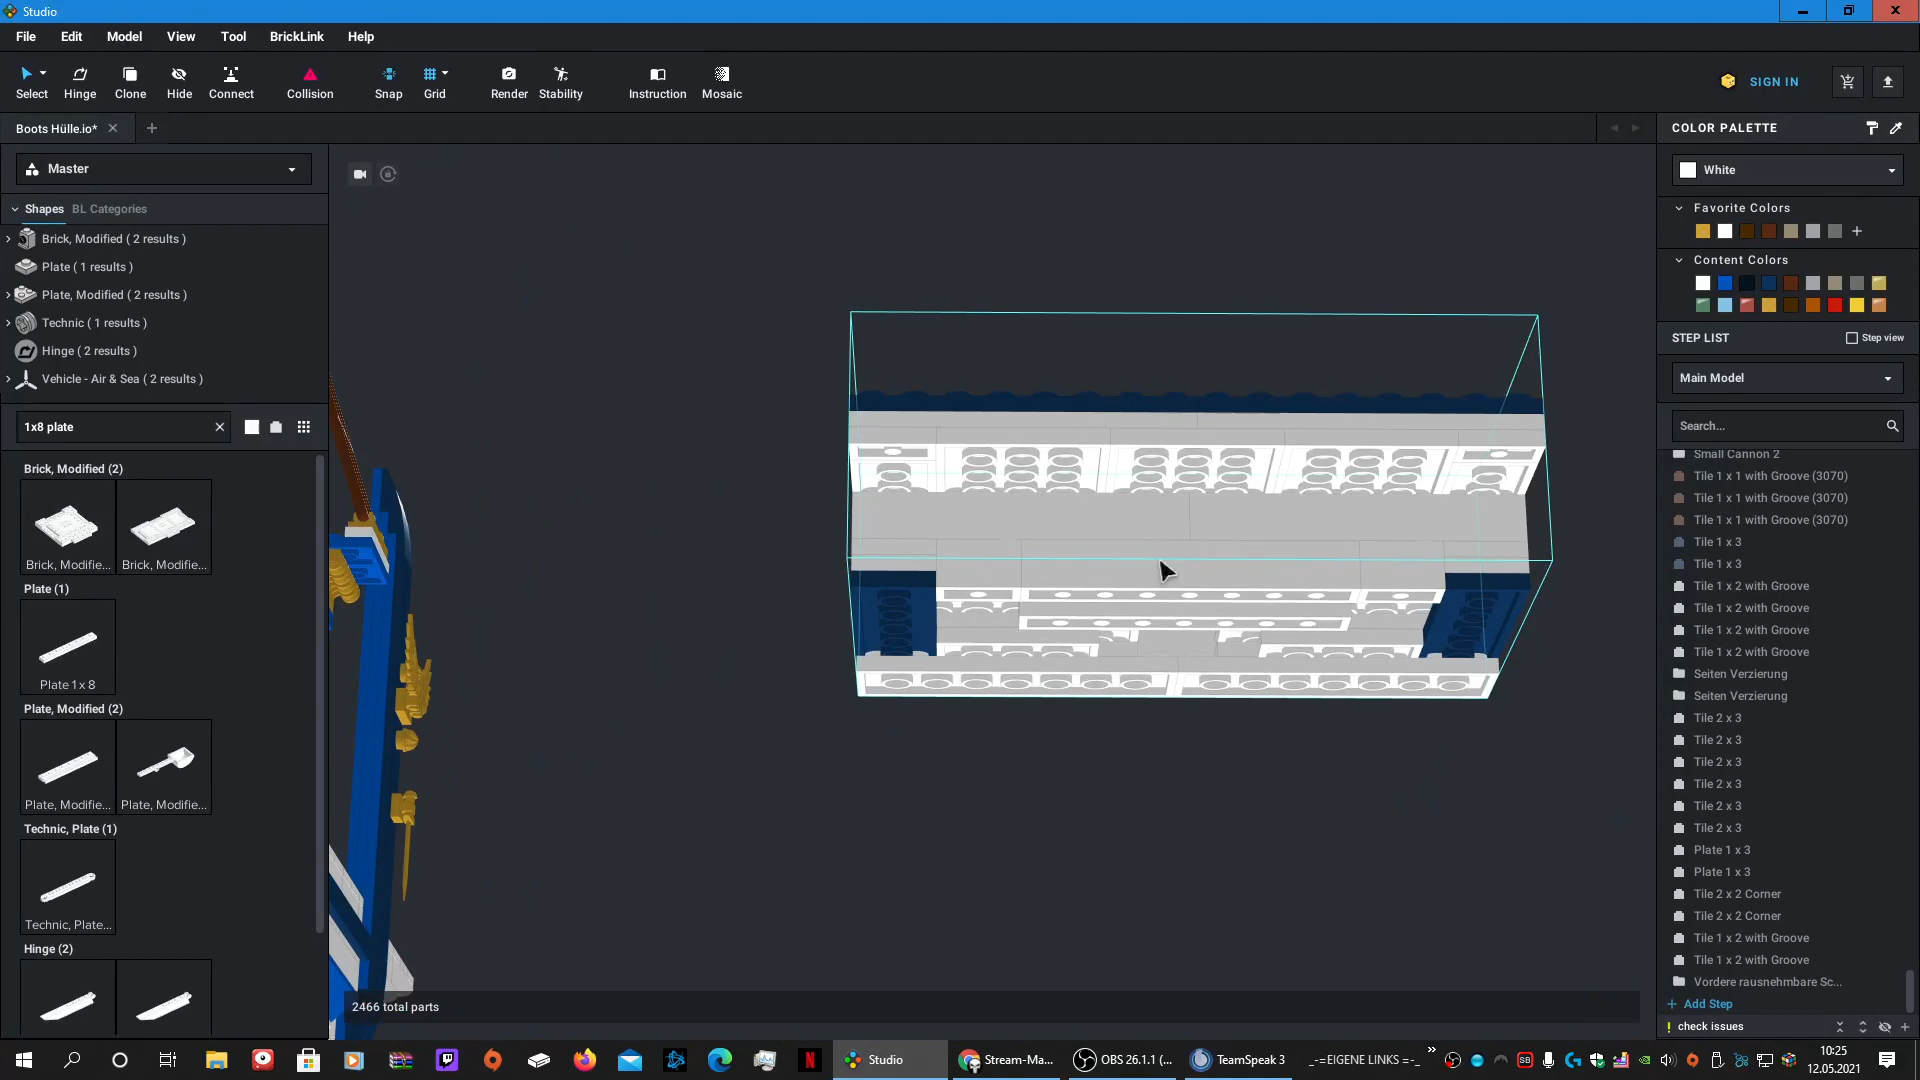 Studio
File Edit Model View Tool BrickLink Help
Select Hinge Clone Hide Connect Collision Snap Grid Render Stability Instruction Mosaic
SIGN IN
Boots Hülle.io*
COLOR PALETTE
Master
White
Shapes BL Categories
Favorite Colors
Brick, Modified ( 2 results )
Plate ( 1 results )
Content Colors
Plate, Modified ( 2 results )
Technic ( 1 results )
STEP LIST Step view
Hinge ( 2 results )
Vehicle - Air & Sea ( 2 results )
Main Model
1x8 plate
Search...
Small Cannon 2
Brick, Modified (2)
Tile 1 x 1 with Groove (3070)
Tile 1 x 1 with Groove (3070)
Tile 1 x 1 with Groove (3070)
Tile 1 x 3
Brick, Modifie... Brick, Modifie...
Tile 1 x 3
Plate (1)
Tile 1 x 2 with Groove
Tile 1 x 2 with Groove
Tile 1 x 2 with Groove
Tile 1 x 2 with Groove
Seiten Verzierung
Plate 1 x 8
Seiten Verzierung
Plate, Modified (2)
Tile 2 x 3
Tile 2 x 3
Tile 2 x 3
Tile 2 x 3
Tile 2 x 3
Plate, Modifie... Plate, Modifie...
Tile 2 x 3
Technic, Plate (1)
Plate 1 x 3
Plate 1 x 3
Tile 2 x 2 Corner
Tile 2 x 2 Corner
Technic, Plate...
Tile 1 x 2 with Groove
Hinge (2)
Tile 1 x 2 with Groove
Vordere rausnehmbare Sc...
2466 total parts
Add Step
check issues
Studio
Stream-Ma...
OBS 26.1.1 (...
TeamSpeak 3
_-=EIGENE LINKS =-_
10:25
12.05.2021